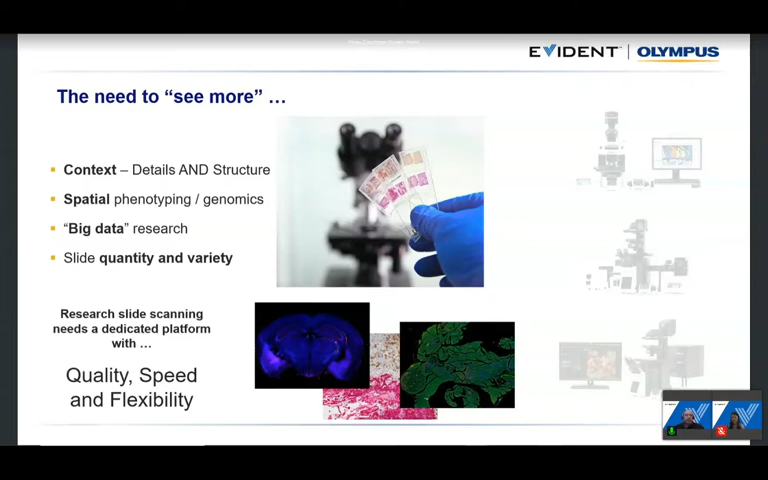 EVIDENT | OLYMPUS
The need to “see more” …
Context – Details AND Structure
Spatial phenotyping / genomics
“Big data” research
Slide quantity and variety
Research slide scanning
needs a dedicated platform
with …
Quality, Speed
and Flexibility